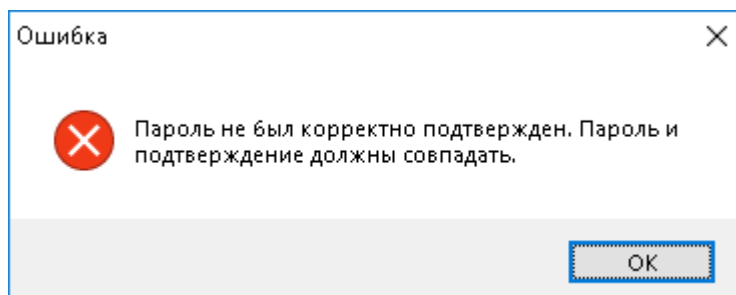 Ошибка
Пароль не был корректно подтвержден. Пароль и
подтверждение должны совпадать.
OK